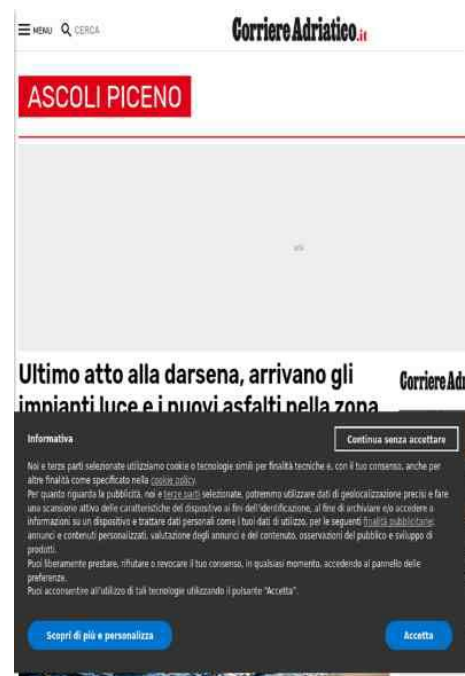 MENU CERCA
Corriere Adriatico.it
ASCOLI PICENO
Ultimo atto alla darsena, arrivano gli
impianti luce e i nuovi asfalti nella zona
Corriere Adr
Informativa
Continua senza accettare
Noi e terze parti selezionate utilizziamo cookie o tecnologie simili per finalità tecniche e, con il tuo consenso, anche per
altre finalità come specificato nella cookie policy.
Per quanto riguarda la pubblicità, noi e terze parti selezionate, potremmo utilizzare dati di geolocalizzazione precisi e fare
una scansione attiva delle caratteristiche del dispositivo ai fini dell'identificazione, al fine di archiviare e/o accedere a
informazioni su un dispositivo e trattare dati personali come i tuoi dati di utilizzo, per le seguenti finalità pubblicitarie:
annunci e contenuti personalizzati, valutazione degli annunci e del contenuto, osservazioni del pubblico e sviluppo di
prodotti.
Puoi liberamente prestare, rifiutare o revocare il tuo consenso, in qualsiasi momento, accedendo al pannello delle
preferenze.
Puoi acconsentire all'utilizzo di tali tecnologie utilizzando il pulsante "Accetta".
Scopri di più e personalizza
Accetta